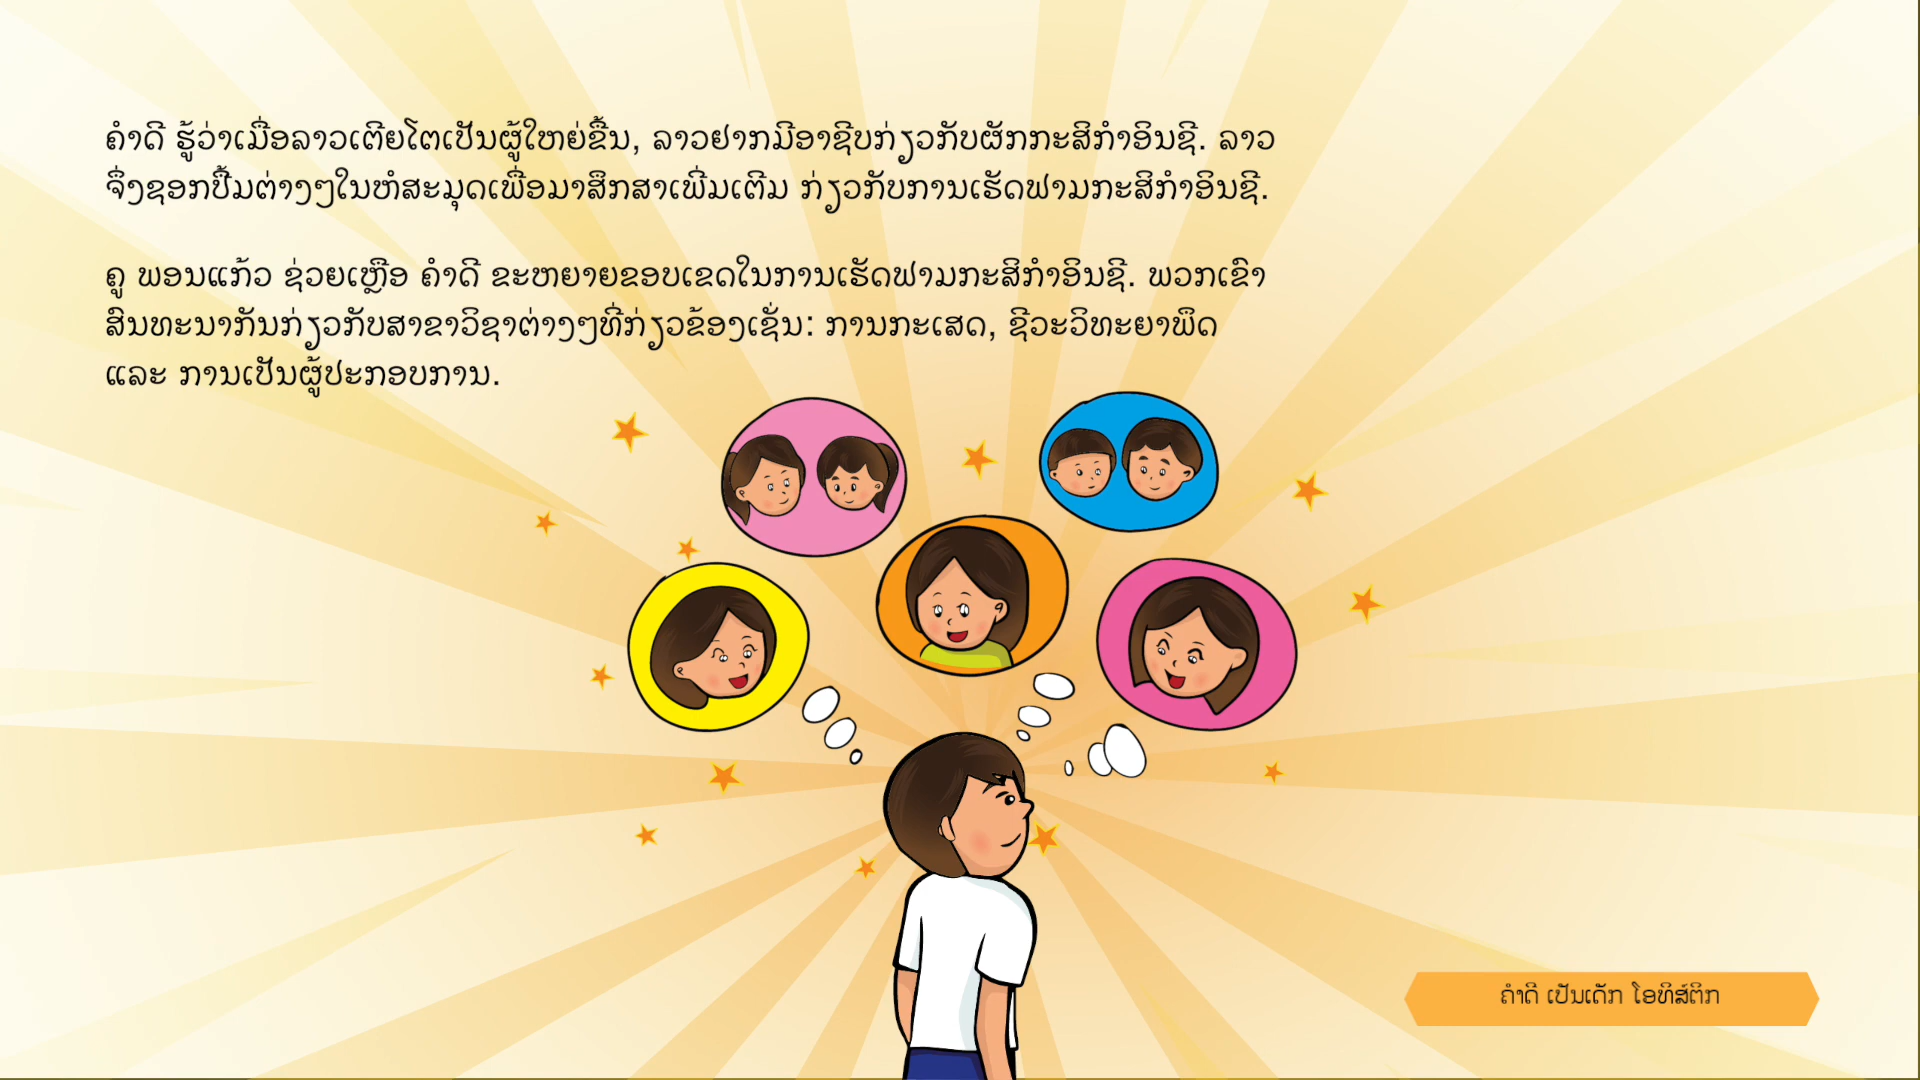 ຄຳດີ ຮູ້ວ່າເມື່ອລາວເຕີຍໂຕເປັນຜູ້ໃຫຍ່ຂຶ້ນ, ລາວຢາກມີອາຊີບກ່ຽວກັບຜັກກະສິກຳອິນຊີ. ລາວ
ຈຶ່ງຊອກປຶ້ມຕ່າງໆໃນຫໍສະມຸດເພື່ອມາສຶກສາເພີ່ມເຕີມ ກ່ຽວກັບການເຮັດຟາມກະສິກຳອິນຊີ.
ຄູ ພອນແກ້ວ ຊ່ວຍເຫຼືອ ຄຳດີ ຂະຫຍາຍຂອບເຂດໃນການເຮັດຟາມກະສິກຳອິນຊີ. ພວກເຂົາ
ສົນທະນາກັນກ່ຽວກັບສາຂາວິຊາຕ່າງໆທີ່ກ່ຽວຂ້ອງເຊັ່ນ: ການກະເສດ, ຊີວະວິທະຍາພຶດ
ແລະ ການເປັນຜູ້ປະກອບການ.
ຄຳດີ ເປັນເດັກ ໂອທິສຕິກ